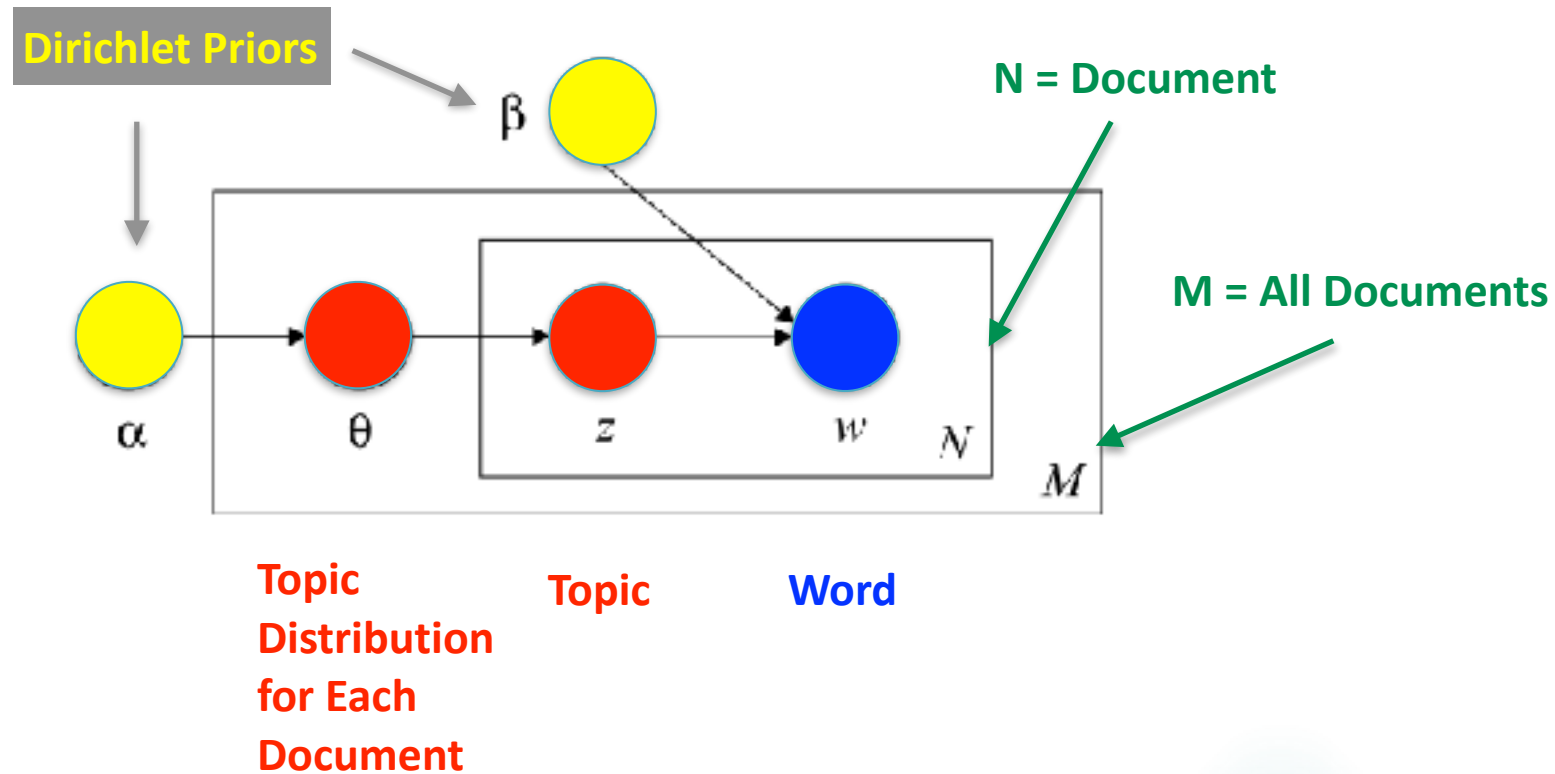 Dirichlet Priors
N = Document
β
M = All Documents
α
θ
z
w
N
M
Topic
Distribution
for Each
Document
Topic
Word